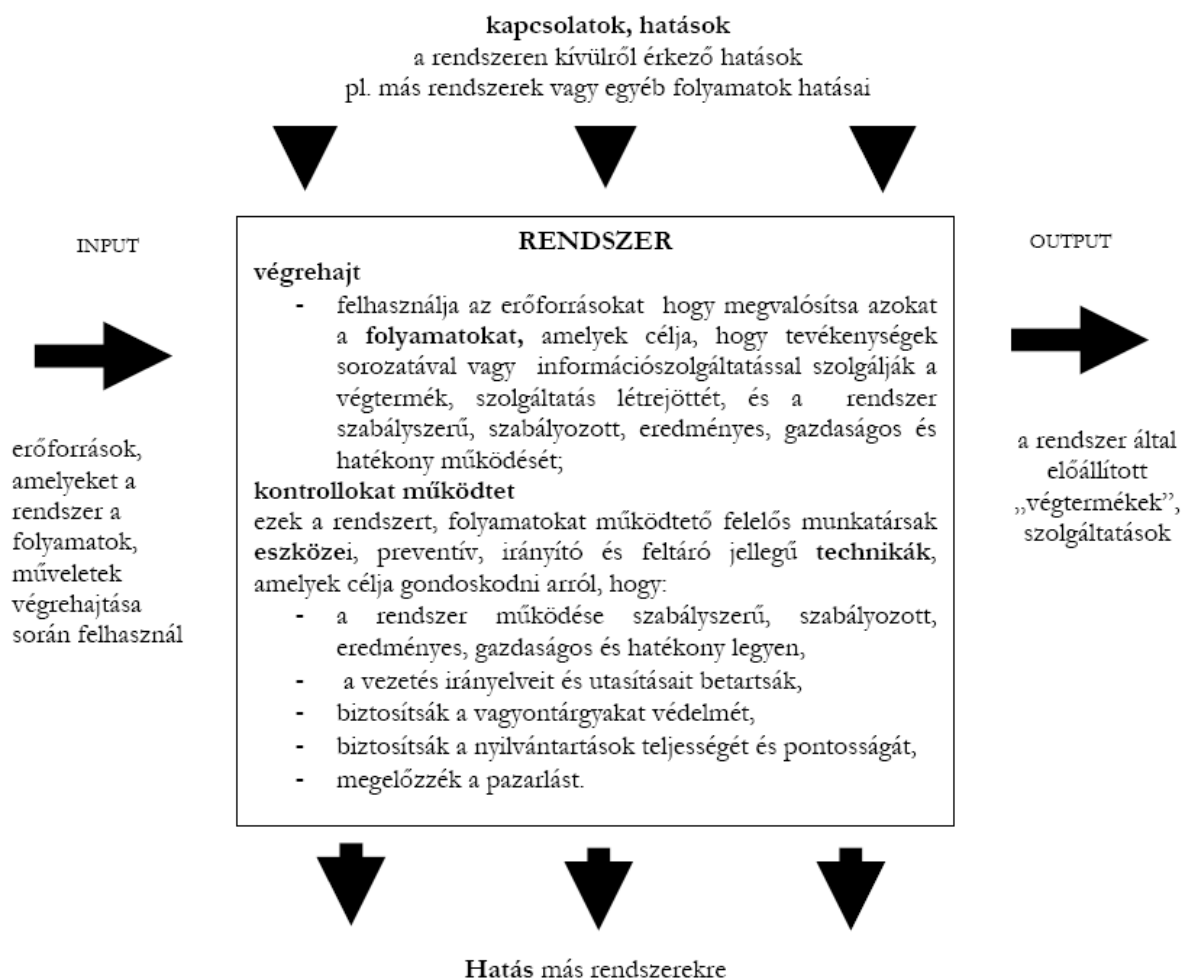 kapcsolatok, hatások
a rendszeren kívülről érkező hatások
pl. más rendszerek vagy egyéb folyamatok hatásai
INPUT
erőforrások,
amelyeket a
rendszer a
folyamatok,
műveletek
végrehajtása
során felhasznál
RENDSZER
végrehajt
- felhasználja az erőforrásokat hogy megvalósítsa azokat
a folyamatokat, amelyek célja, hogy tevékenységek
sorozatával vagy információszolgáltatással szolgálják a
végtermék, szolgáltatás létrejöttét, és a rendszer
szabályszerű, szabályozott, eredményes, gazdaságos és
hatékony működését;
kontrollokat működtet
ezek a rendszert, folyamatokat működtető felelős munkatársak
eszközei, preventív, irányító és feltáró jellegű technikák,
amelyek célja gondoskodni arról, hogy:
- a rendszer működése szabályszerű, szabályozott,
eredményes, gazdaságos és hatékony legyen,
- a vezetés irányelveit és utasításait betartsák,
- biztosítsák a vagyontárgyakat védelmét,
- biztosítsák a nyilvántartások teljességét és pontosságát,
- megelőzzék a pazarlást.
OUTPUT
a rendszer által
előállított
„végtermékek”,
szolgáltatások
Hatás más rendszerekre